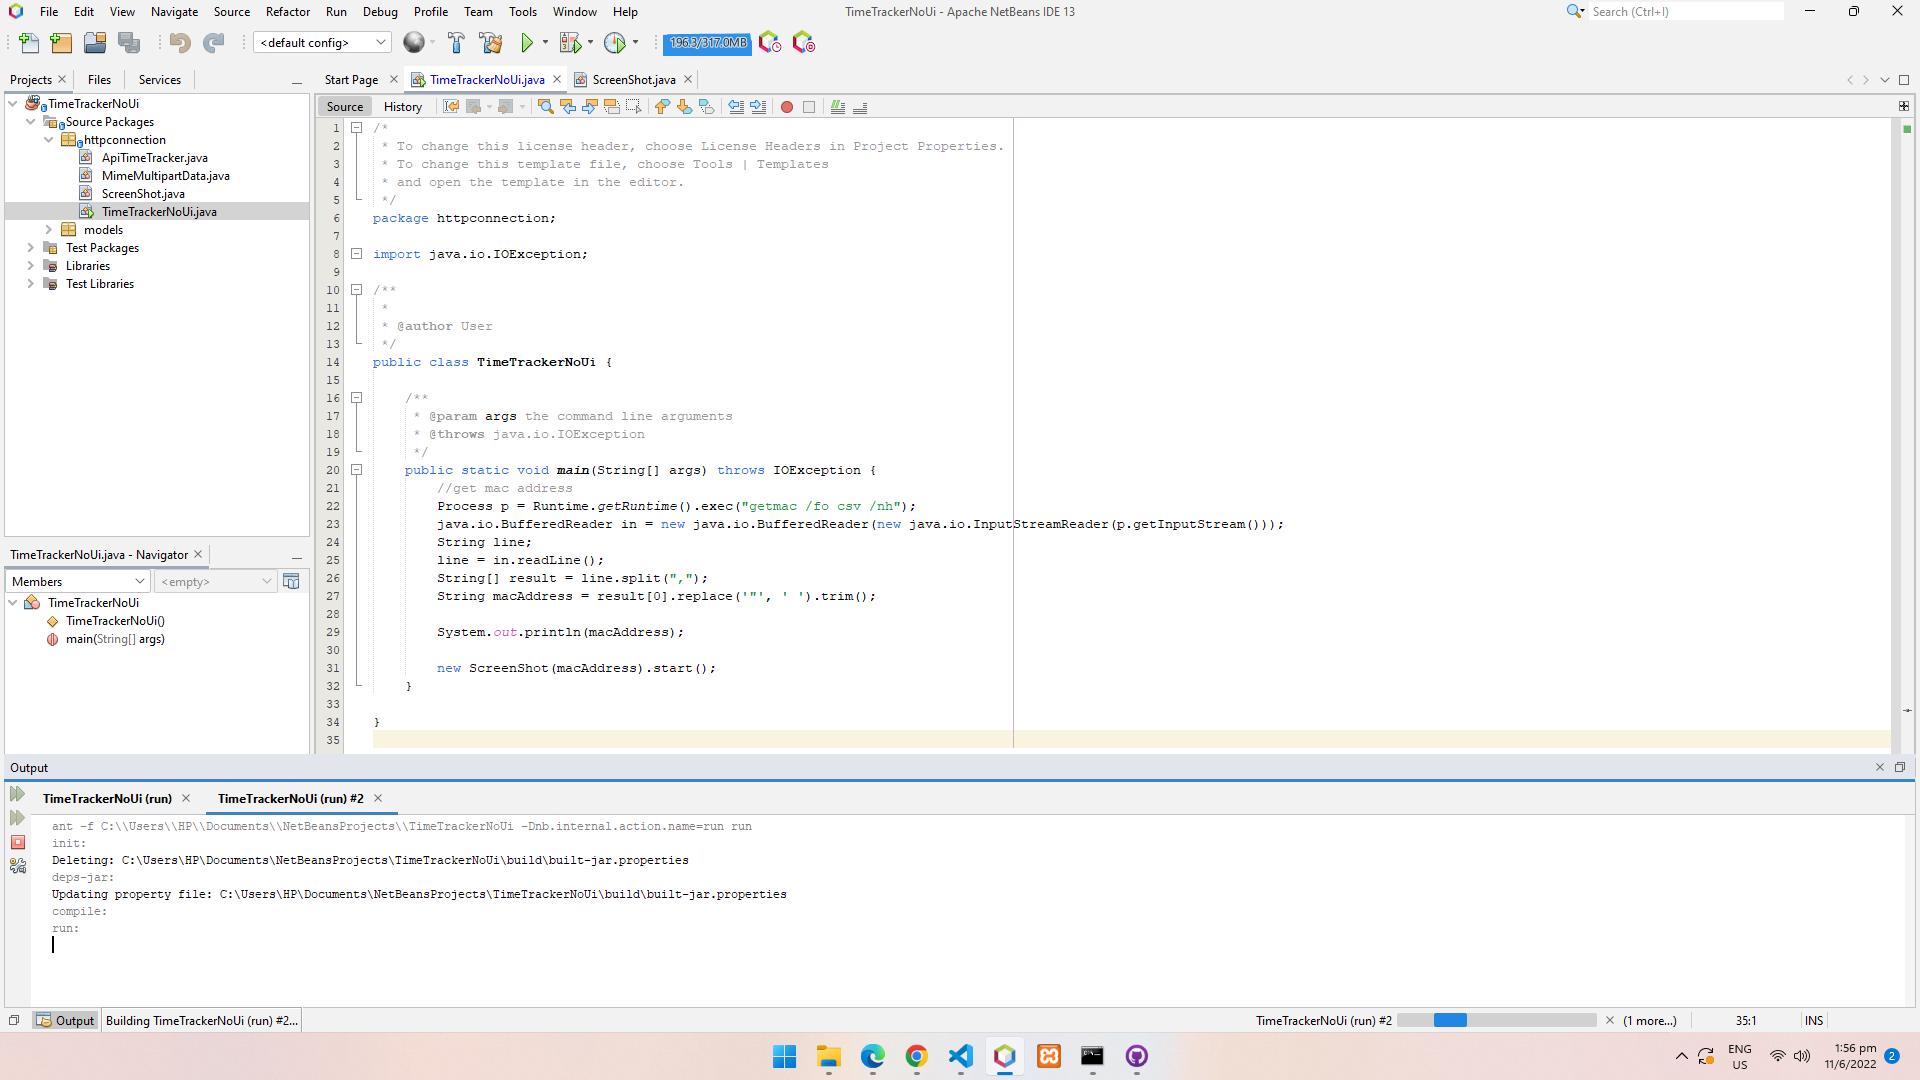 File Edit View Navigate Source Refactor Run Debug Profile Team Tools Window Help
TimeTrackerNoUi - Apache NetBeans IDE 13
Search (Ctrl+I)
<default config>
196.3/317.0MB
Projects
Files
Services
Start Page
TimeTrackerNoUi.java
ScreenShot.java
TimeTrackerNoUi
Source Packages
httpconnection
ApiTimeTracker.java
MimeMultipartData.java
ScreenShot.java
TimeTrackerNoUi.java
models
Test Packages
Libraries
Test Libraries
TimeTrackerNoUi.java - Navigator
Members
<empty>
TimeTrackerNoUi
TimeTrackerNoUi()
main(String[] args)
Source
History
1 /*
2 * To change this license header, choose License Headers in Project Properties.
3 * To change this template file, choose Tools | Templates
4 * and open the template in the editor.
5 */
6 package httpconnection;
7
8 import java.io.IOException;
9
10 /**
11 *
12 * @author User
13 */
14 public class TimeTrackerNoUi {
15
16 /**
17 * @param args the command line arguments
18 * @throws java.io.IOException
19 */
20 public static void main(String[] args) throws IOException {
21 //get mac address
22 Process p = Runtime.getRuntime().exec("getmac /fo csv /nh");
23 java.io.BufferedReader in = new java.io.BufferedReader(new java.io.InputStreamReader(p.getInputStream()));
24 String line;
25 line = in.readLine();
26 String[] result = line.split(",");
27 String macAddress = result[0].replace('"', ' ').trim();
28
29 System.out.println(macAddress);
30
31 new ScreenShot(macAddress).start();
32 }
33
34 }
35
Output
TimeTrackerNoUi (run)
TimeTrackerNoUi (run) #2
ant -f C:\\Users\\HP\\Documents\\NetBeansProjects\\TimeTrackerNoUi -Dnb.internal.action.name=run run
init:
Deleting: C:\Users\HP\Documents\NetBeansProjects\TimeTrackerNoUi\build\built-jar.properties
deps-jar:
Updating property file: C:\Users\HP\Documents\NetBeansProjects\TimeTrackerNoUi\build\built-jar.properties
compile:
run:
Output
Building TimeTrackerNoUi (run) #2...
TimeTrackerNoUi (run) #2
(1 more...)
35:1
INS
ENG
US
1:56 pm
11/6/2022
2